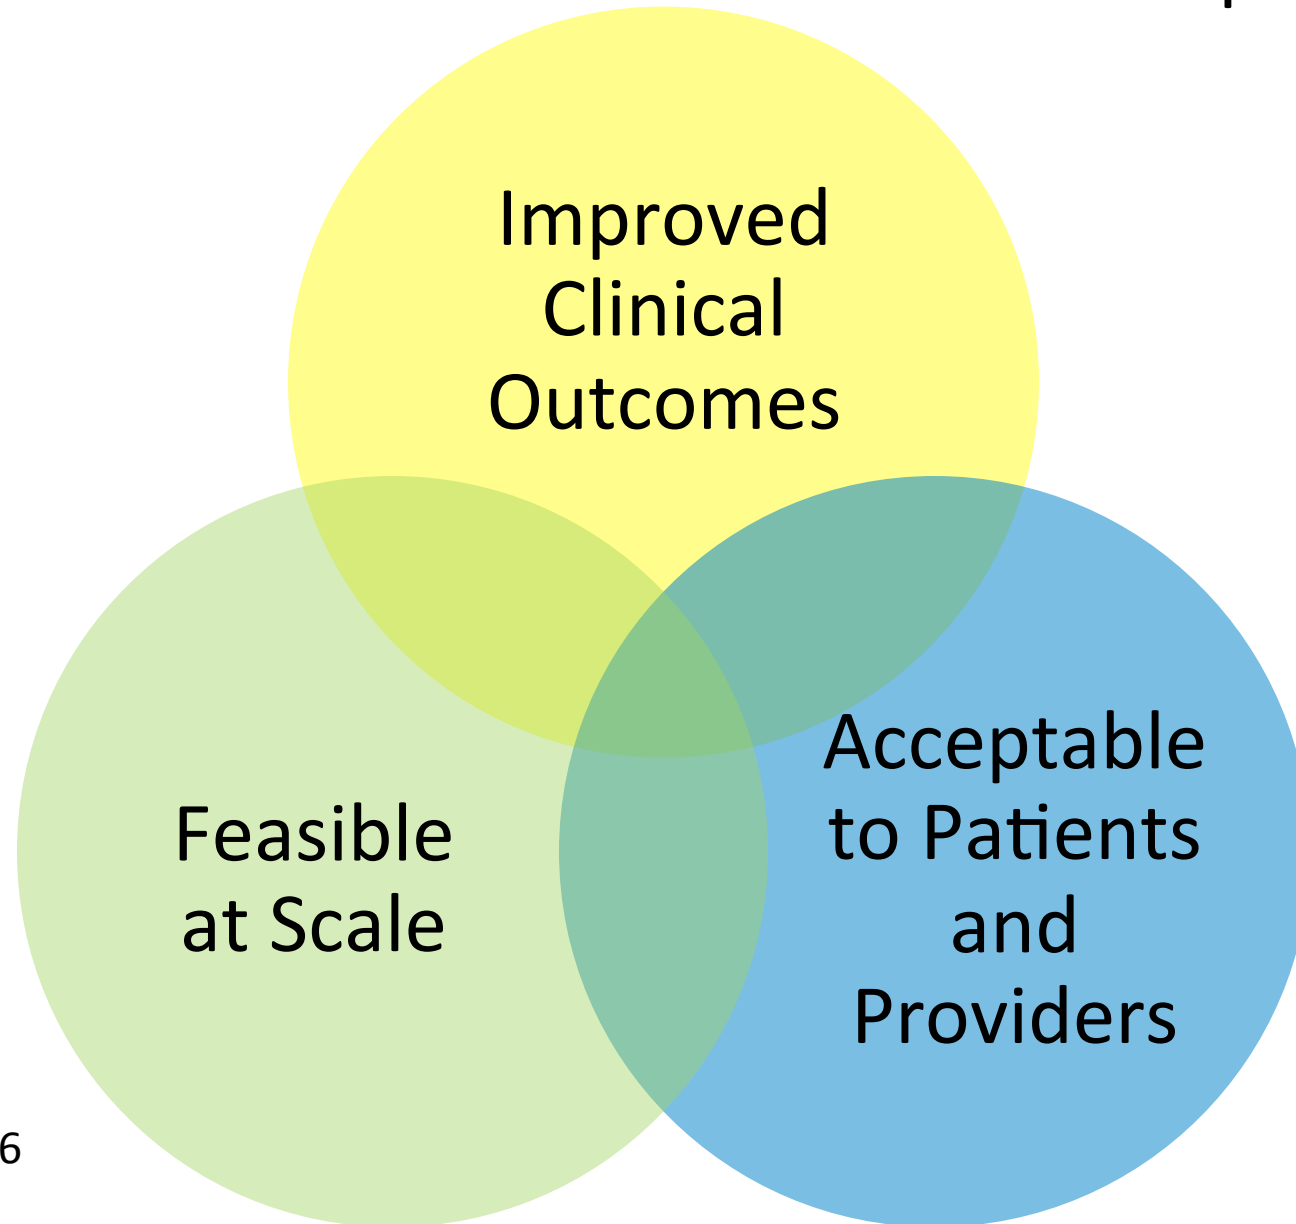 Improved
Clinical
Outcomes
Acceptable
to Patients
and
Providers
Feasible
at Scale
6